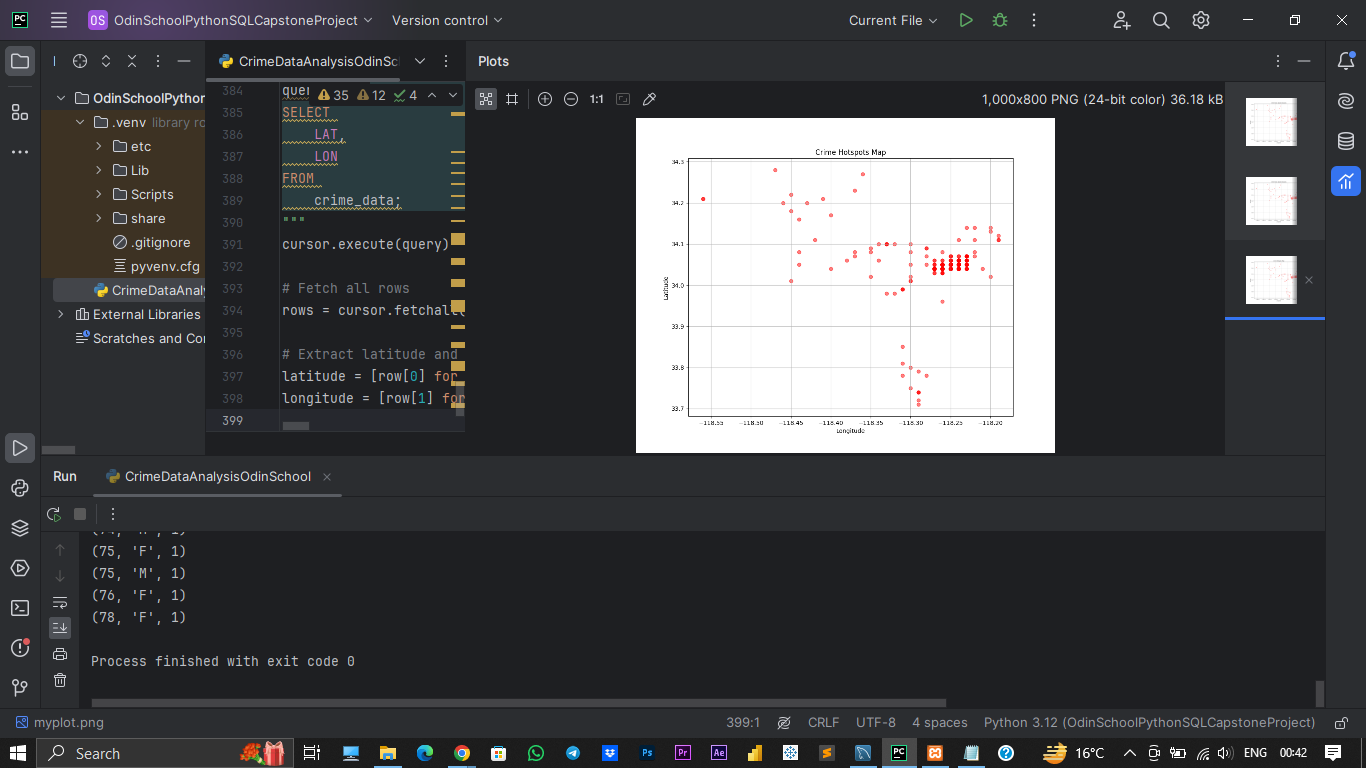 PC
OS OdinSchoolPythonSQLCapstoneProject
Version control
Current File
CrimeDataAnalysisOdinSc
Plots
OdinSchoolPython
.venv library ro
etc
Lib
Scripts
share
.gitignore
pyvenv.cfg
CrimeDataAnaly
External Libraries
Scratches and Con
35 12 4
384 quer
385 SELECT
386 LAT,
387 LON
388 FROM
389 crime_data;
390 """
391 cursor.execute(query)
392
393 # Fetch all rows
394 rows = cursor.fetchall(
395
396 # Extract latitude and
397 latitude = [row[0] for
398 longitude = [row[1] for
399
1:1
1,000x800 PNG (24-bit color) 36.18 kB
Crime Hotspots Map
34.3
34.2
34.1
34.0
33.9
33.8
33.7
Latitude
−118.55 −118.50 −118.45 −118.40 −118.35 −118.30 −118.25 −118.20
Longitude
Run
CrimeDataAnalysisOdinSchool
(75, 'F', 1)
(75, 'M', 1)
(76, 'F', 1)
(78, 'F', 1)
Process finished with exit code 0
myplot.png
399:1
CRLF
UTF-8
4 spaces
Python 3.12 (OdinSchoolPythonSQLCapstoneProject)
Search
Ps
Pr
Ae
PC
16°C
ENG
00:42